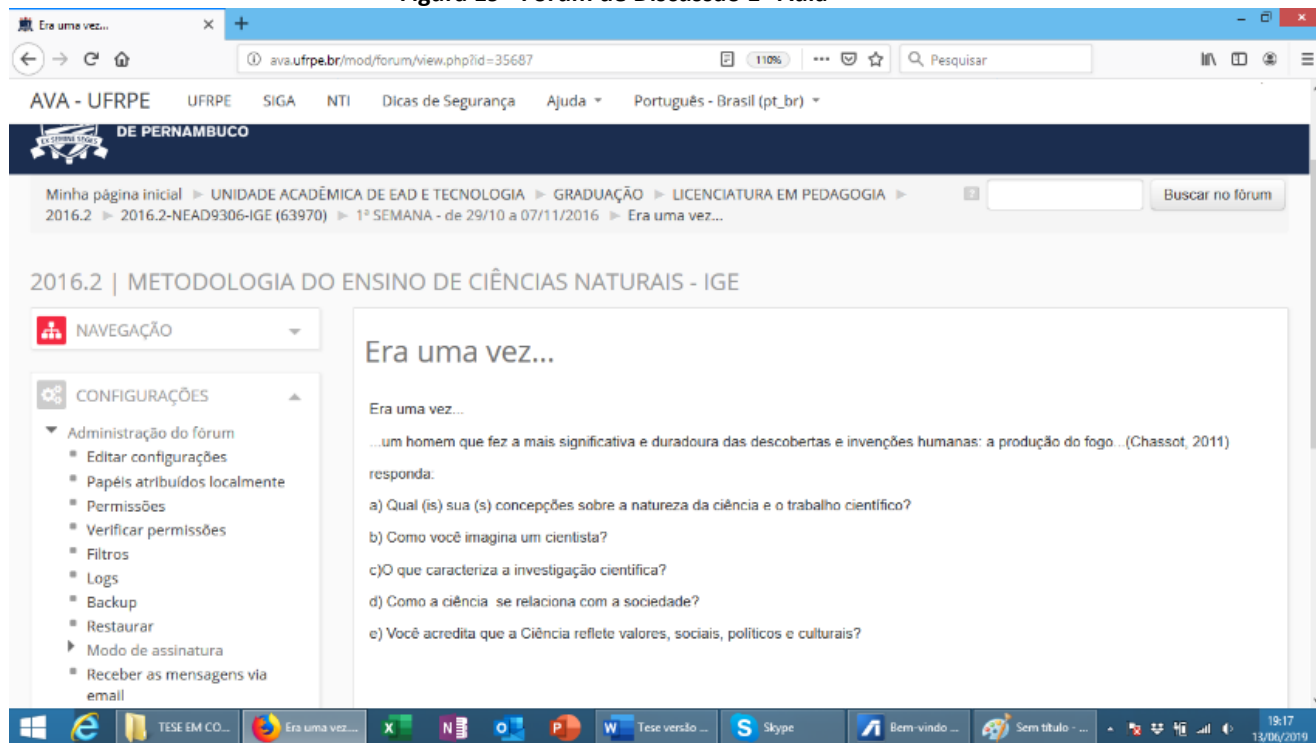 Era uma vez...
ava.ufrpe.br/mod/forum/view.php?id=35687
110%
Pesquisar
AVA - UFRPE UFRPE SIGA NTI Dicas de Segurança Ajuda Português - Brasil (pt_br)
DE PERNAMBUCO
Minha página inicial UNIDADE ACADÊMICA DE EAD E TECNOLOGIA GRADUAÇÃO LICENCIATURA EM PEDAGOGIA
2016.2 2016.2-NEAD9306-IGE (63970) 1ª SEMANA - de 29/10 a 07/11/2016 Era uma vez...
Buscar no fórum
2016.2 | METODOLOGIA DO ENSINO DE CIÊNCIAS NATURAIS - IGE
NAVEGAÇÃO
CONFIGURAÇÕES
Administração do fórum
Editar configurações
Papéis atribuídos localmente
Permissões
Verificar permissões
Filtros
Logs
Backup
Restaurar
Modo de assinatura
Receber as mensagens via
email
Era uma vez...
Era uma vez...
...um homem que fez a mais significativa e duradoura das descobertas e invenções humanas: a produção do fogo...(Chassot, 2011)
responda:
a) Qual (is) sua (s) concepções sobre a natureza da ciência e o trabalho científico?
b) Como você imagina um cientista?
c)O que caracteriza a investigação científica?
d) Como a ciência se relaciona com a sociedade?
e) Você acredita que a Ciência reflete valores, sociais, políticos e culturais?
TESE EM CO... Era uma vez... Tese versão ... Skype Bem-vindo ... Sem título - ...
19:17
13/06/2019